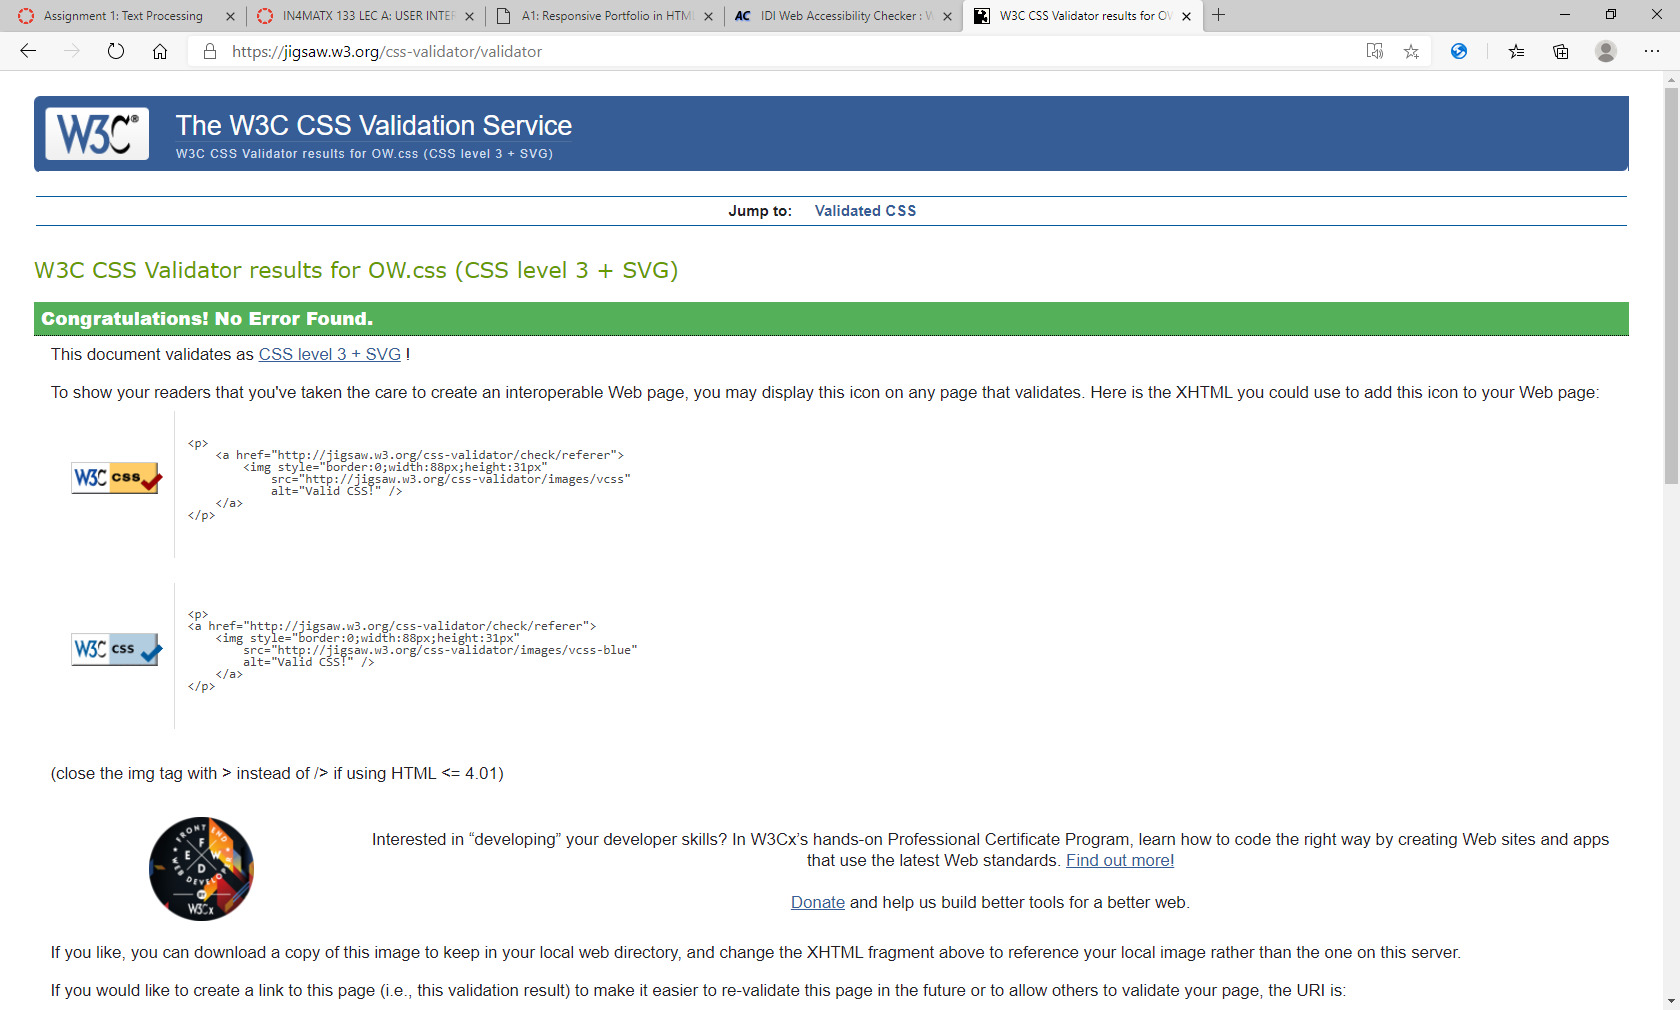 Assignment 1: Text Processing
IN4MATX 133 LEC A: USER INTER
A1: Responsive Portfolio in HTML
AC IDI Web Accessibility Checker : W
W3C CSS Validator results for OW
https://jigsaw.w3.org/css-validator/validator
W3C®
The W3C CSS Validation Service
W3C CSS Validator results for OW.css (CSS level 3 + SVG)
Jump to: Validated CSS
W3C CSS Validator results for OW.css (CSS level 3 + SVG)
Congratulations! No Error Found.
This document validates as CSS level 3 + SVG !
To show your readers that you've taken the care to create an interoperable Web page, you may display this icon on any page that validates. Here is the XHTML you could use to add this icon to your Web page:
W3C css
<p>
<a href="http://jigsaw.w3.org/css-validator/check/referer">
<img style="border:0;width:88px;height:31px"
src="http://jigsaw.w3.org/css-validator/images/vcss"
alt="Valid CSS!" />
</a>
</p>
W3C css
<p>
<a href="http://jigsaw.w3.org/css-validator/check/referer">
<img style="border:0;width:88px;height:31px"
src="http://jigsaw.w3.org/css-validator/images/vcss-blue"
alt="Valid CSS!" />
</a>
</p>
(close the img tag with > instead of /> if using HTML <= 4.01)
FRONT END
WEB DEVELOPER
F
E W
D
BY
W3Cx
Interested in “developing” your developer skills? In W3Cx’s hands-on Professional Certificate Program, learn how to code the right way by creating Web sites and apps
that use the latest Web standards. Find out more!
Donate and help us build better tools for a better web.
If you like, you can download a copy of this image to keep in your local web directory, and change the XHTML fragment above to reference your local image rather than the one on this server.
If you would like to create a link to this page (i.e., this validation result) to make it easier to re-validate this page in the future or to allow others to validate your page, the URI is: